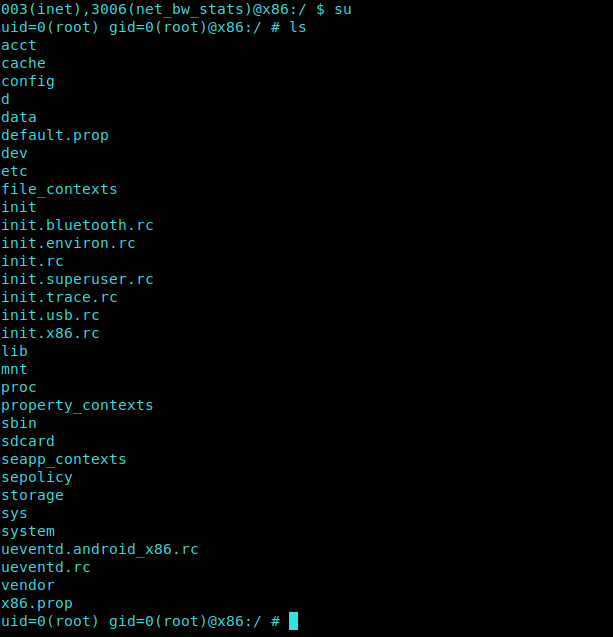 003(inet),3006(net_bw_stats)@x86:/ $ su
uid=0(root) gid=0(root)@x86:/ # ls
acct
cache
config
d
data
default.prop
dev
etc
file_contexts
init
init.bluetooth.rc
init.environ.rc
init.rc
init.superuser.rc
init.trace.rc
init.usb.rc
init.x86.rc
lib
mnt
proc
property_contexts
sbin
sdcard
seapp_contexts
sepolicy
storage
sys
system
ueventd.android_x86.rc
ueventd.rc
vendor
x86.prop
uid=0(root) gid=0(root)@x86:/ #